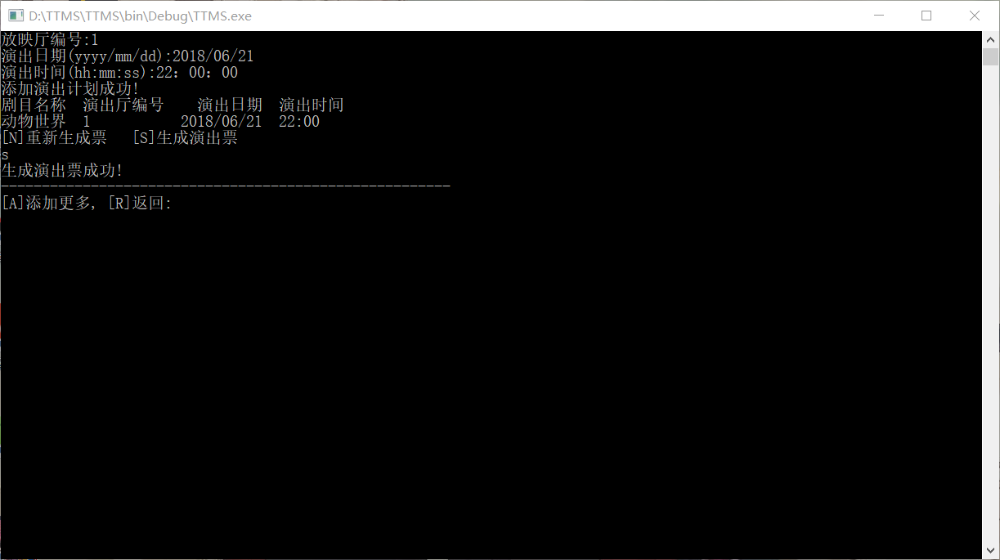 D:\TTMS\TTMS\bin\Debug\TTMS.exe
放映厅编号:1
演出日期(yyyy/mm/dd):2018/06/21
演出时间(hh:mm:ss):22：00：00
添加演出计划成功!
剧目名称  演出厅编号    演出日期  演出时间
动物世界  1           2018/06/21  22:00
[N]重新生成票   [S]生成演出票
s
生成演出票成功!
-------------------------------------------------------
[A]添加更多, [R]返回: